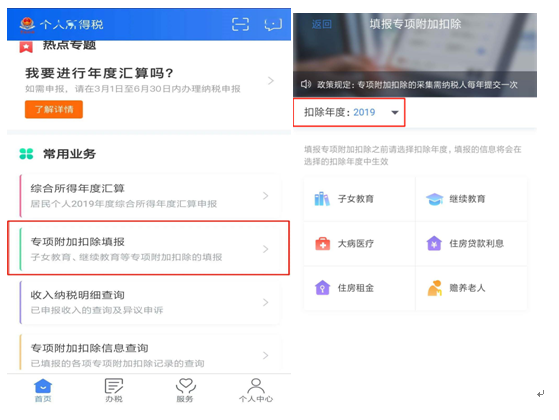 个人所得税
热点专题
我要进行年度汇算吗?
如需申报，请在3月1日至6月30日内办理纳税申报
了解详情
常用业务
综合所得年度汇算
居民个人2019年度综合所得年度汇算申报
专项附加扣除填报
子女教育、继续教育等专项附加扣除的填报
收入纳税明细查询
已申报收入的查询及异议申诉
专项附加扣除信息查询
已填报的各项专项附加扣除记录的查询
首页
办税
服务
个人中心
返回
填报专项附加扣除
政策规定：专项附加扣除的采集需纳税人每年提交一次
扣除年度：2019
填报专项附加扣除之前请选择扣除年度，填报的信息将会在
选择的扣除年度中生效
子女教育
继续教育
大病医疗
住房贷款利息
住房租金
赡养老人